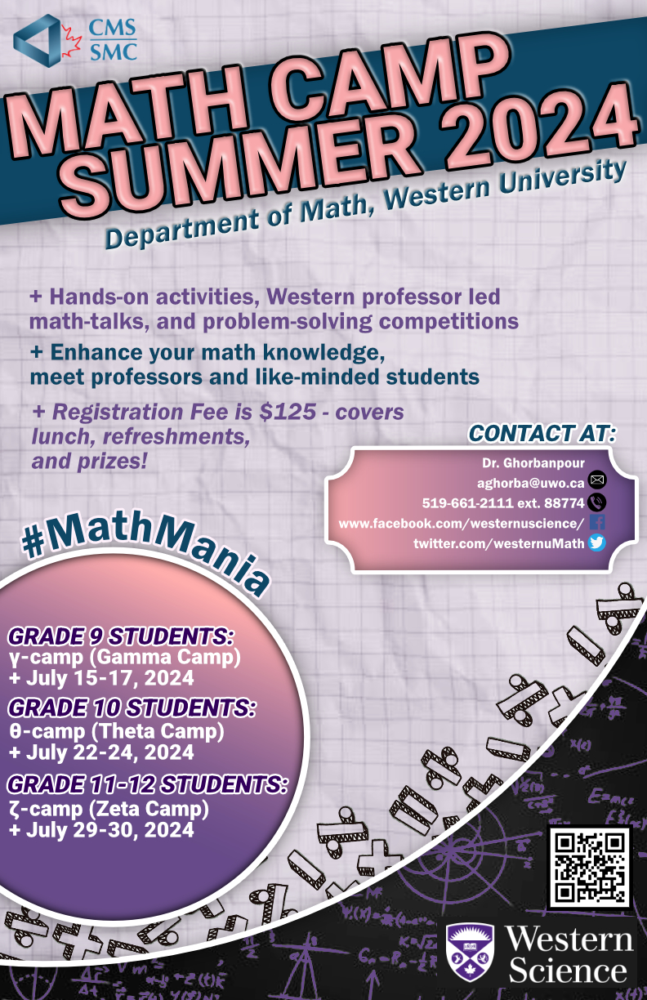 CMS
SMC
MATH CAMP
SUMMER 2024
Department of Math, Western University
+ Hands-on activities, Western professor led
math-talks, and problem-solving competitions
+ Enhance your math knowledge,
meet professors and like-minded students
+ Registration Fee is $125 - covers
lunch, refreshments,
and prizes!
CONTACT AT:
Dr. Ghorbanpour
aghorba@uwo.ca
519-661-2111 ext. 88774
www.facebook.com/westernuscience/
twitter.com/westernuMath
#MathMania
GRADE 9 STUDENTS:
γ-camp (Gamma Camp)
+ July 15-17, 2024
GRADE 10 STUDENTS:
θ-camp (Theta Camp)
+ July 22-24, 2024
GRADE 11-12 STUDENTS:
ζ-camp (Zeta Camp)
+ July 29-30, 2024
x(z)
E=mc²
Western
Science